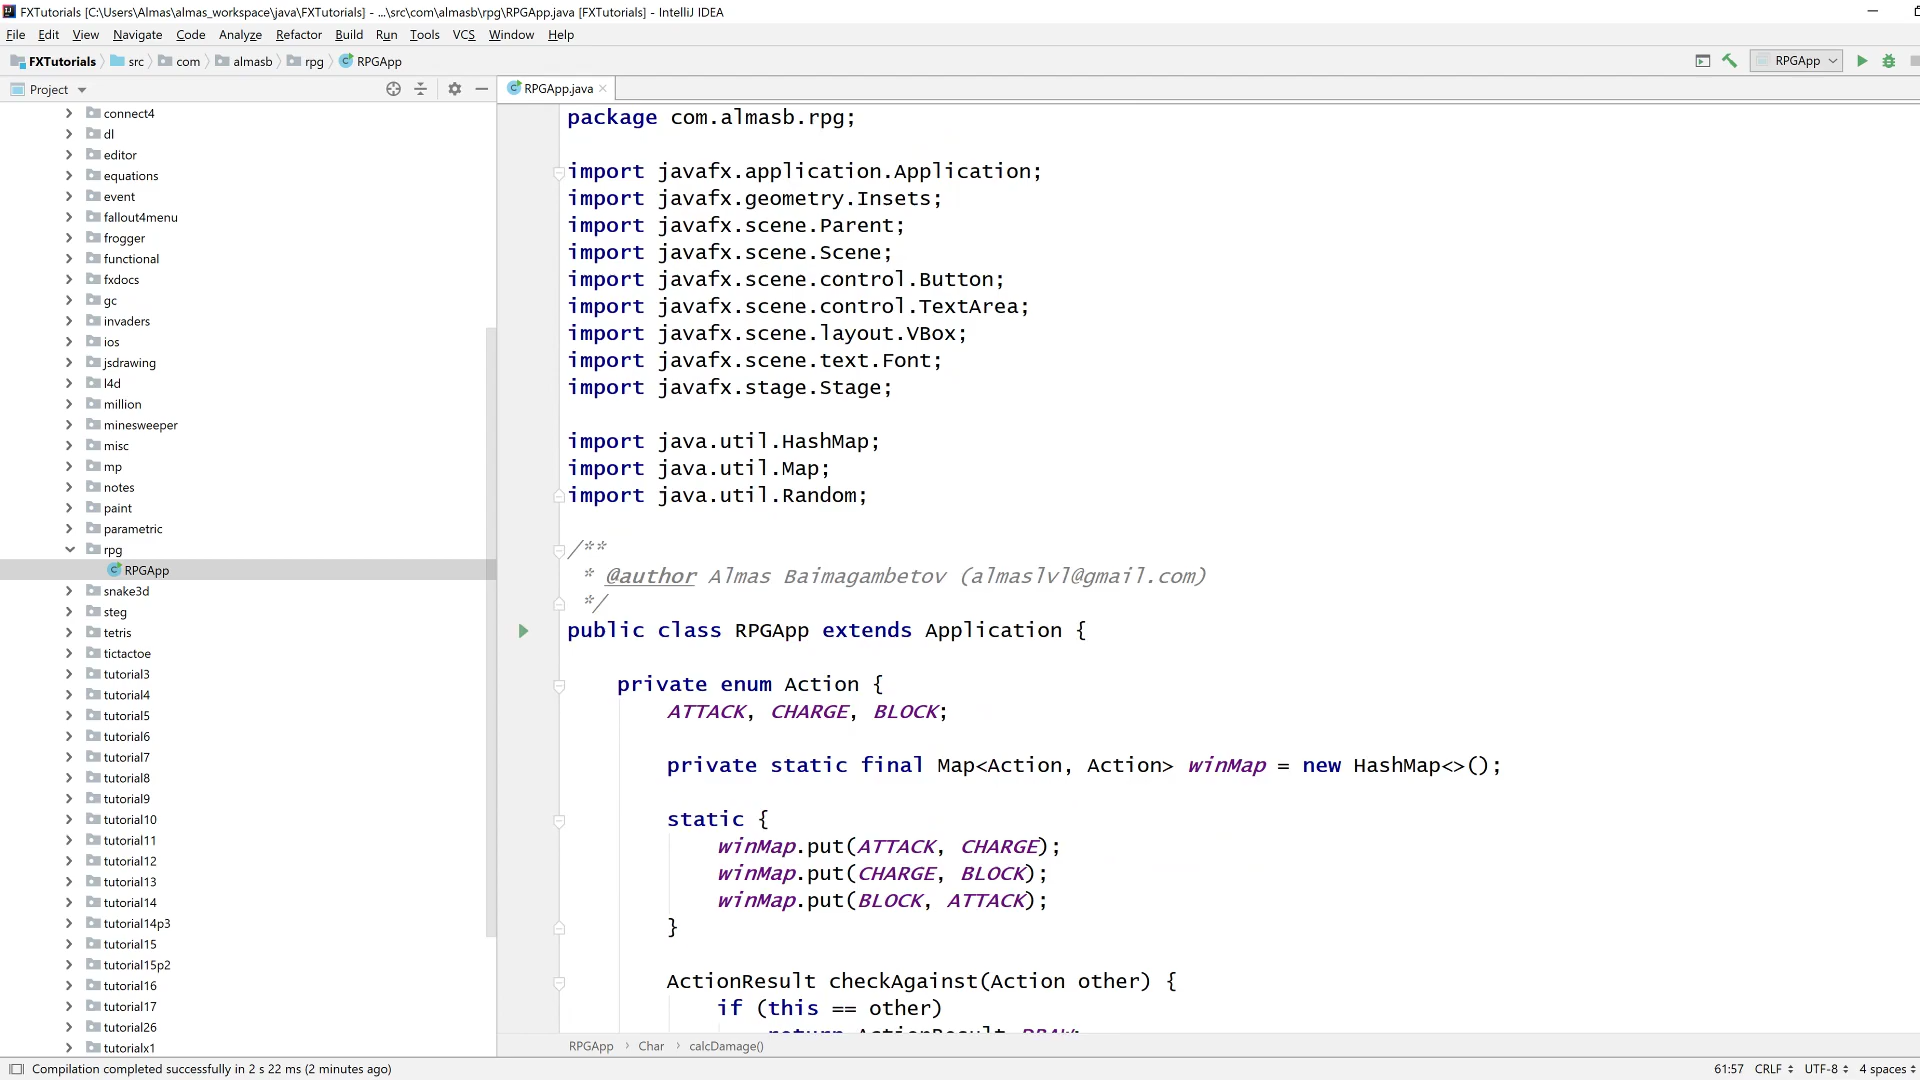 FXTutorials [C:\Users\Almas\almas_workspace\java\FXTutorials] - ...\src\com\almasb\rpg\RPGApp.java [FXTutorials] - IntelliJ IDEA
File Edit View Navigate Code Analyze Refactor Build Run Tools VCS Window Help
FXTutorials src com almasb rpg RPGApp
RPGApp
Project
RPGApp.java
connect4
dl
editor
equations
event
fallout4menu
frogger
functional
fxdocs
gc
invaders
ios
jsdrawing
l4d
million
minesweeper
misc
mp
notes
paint
parametric
rpg
RPGApp
snake3d
steg
tetris
tictactoe
tutorial3
tutorial4
tutorial5
tutorial6
tutorial7
tutorial8
tutorial9
tutorial10
tutorial11
tutorial12
tutorial13
tutorial14
tutorial14p3
tutorial15
tutorial15p2
tutorial16
tutorial17
tutorial26
tutorialx1
package com.almasb.rpg;
import javafx.application.Application;
import javafx.geometry.Insets;
import javafx.scene.Parent;
import javafx.scene.Scene;
import javafx.scene.control.Button;
import javafx.scene.control.TextArea;
import javafx.scene.layout.VBox;
import javafx.scene.text.Font;
import javafx.stage.Stage;
import java.util.HashMap;
import java.util.Map;
import java.util.Random;
/**
* @author Almas Baimagambetov (almaslvl@gmail.com)
*/
public class RPGApp extends Application {
private enum Action {
ATTACK, CHARGE, BLOCK;
private static final Map<Action, Action> winMap = new HashMap<>();
static {
winMap.put(ATTACK, CHARGE);
winMap.put(CHARGE, BLOCK);
winMap.put(BLOCK, ATTACK);
}
ActionResult checkAgainst(Action other) {
if (this == other)
return ActionResult.DRAW;
RPGApp Char calcDamage()
Compilation completed successfully in 2 s 22 ms (2 minutes ago)
61:57 CRLF UTF-8 4 spaces